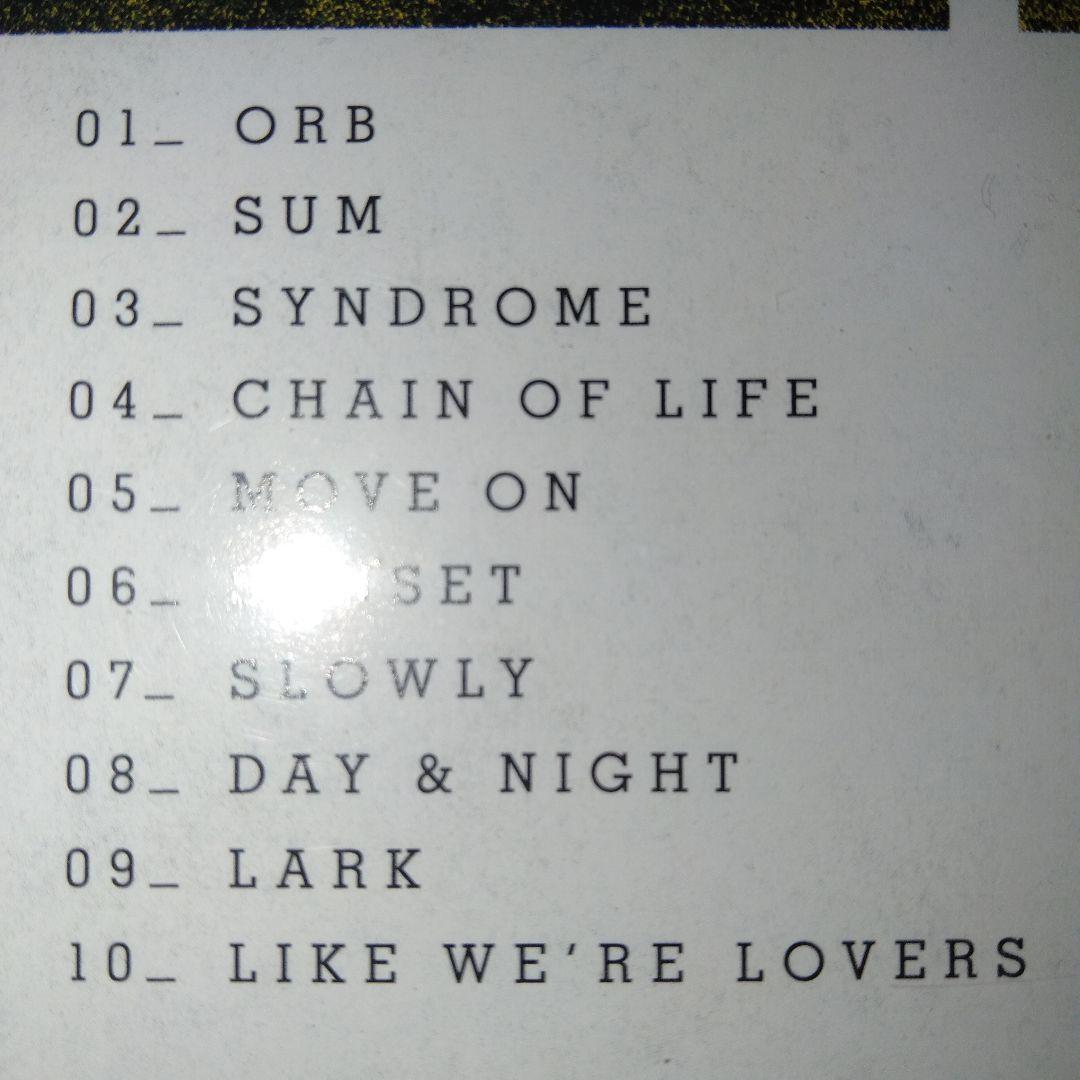 01_ ORB
02_ SUM
03_ SYNDROME
04_ CHAIN OF LIFE
05_ MOVE ON
06_
07_ SLOWLY
08_ DAY & NIGHT
09_ LARK
10_ LIKE WE'RE LOVERS